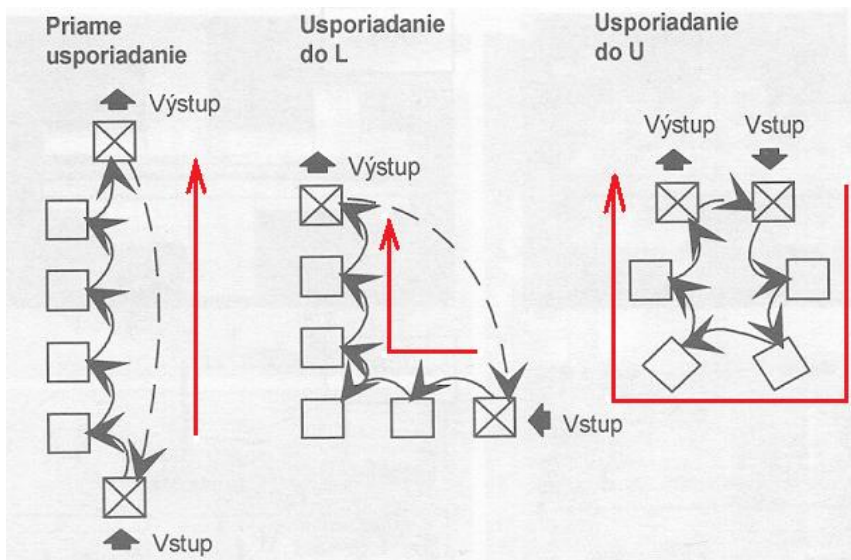 Priame
usporiadanie
Výstup
Vstup
Usporiadanie
do L
Výstup
Vstup
Usporiadanie
do U
Výstup
Vstup